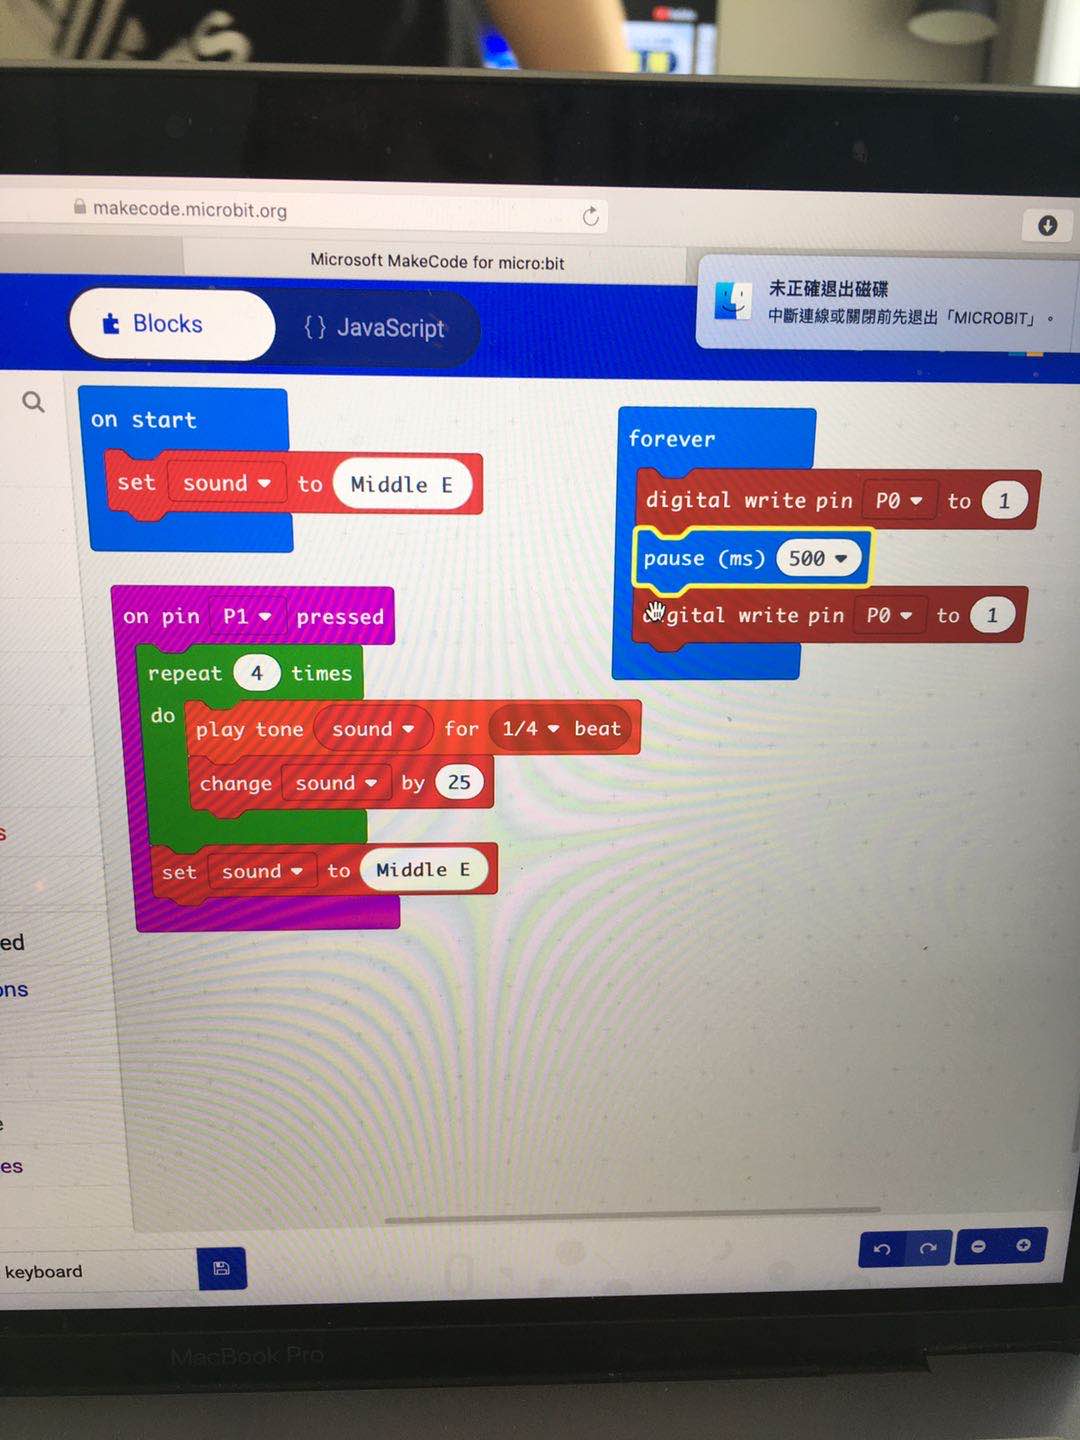 makecode.microbit.org
Microsoft MakeCode for micro:bit
未正確退出磁碟
中斷連線或關閉前先退出「MICROBIT」。
Blocks
{} JavaScript
on start
set sound to Middle E
forever
digital write pin P0 to 1
pause (ms) 500
digital write pin P0 to 1
on pin P1 pressed
repeat 4 times
do
play tone sound for 1/4 beat
change sound by 25
set sound to Middle E
s
ed
ons
e
es
keyboard
MacBook Pro